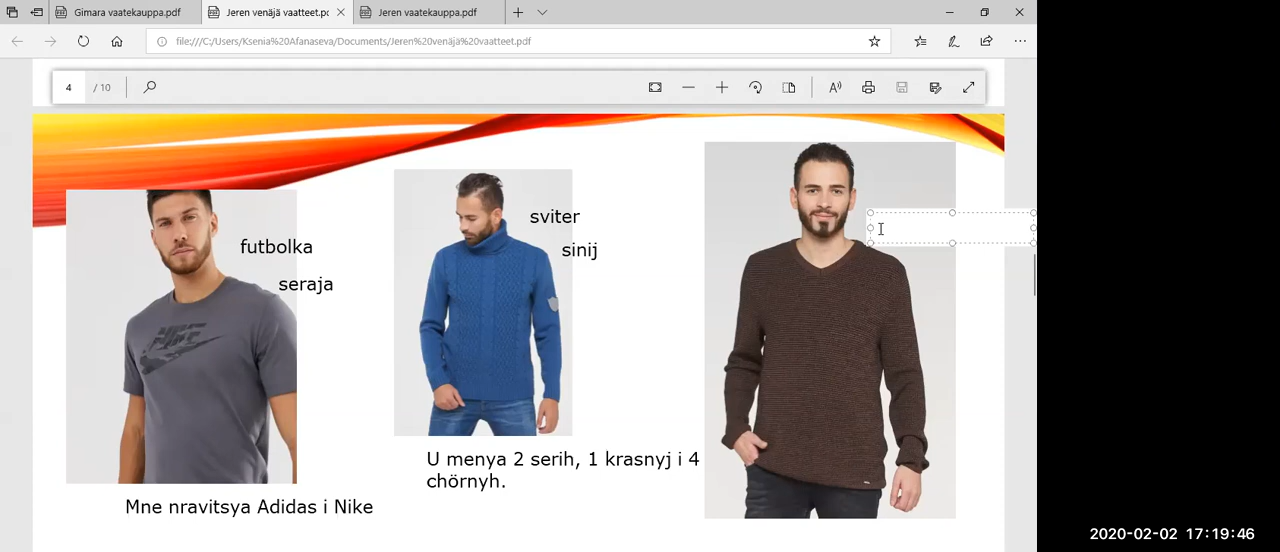 Gimara vaatekauppa.pdf
Jeren venäjä vaatteet.pd
Jeren vaatekauppa.pdf
file:///C:/Users/Ksenia%20Afanaseva/Documents/Jeren%20venäjä%20vaatteet.pdf
4 / 10
futbolka
seraja
NIKE
Mne nravitsya Adidas i Nike
sviter
sinij
U menya 2 serih, 1 krasnyj i 4
chörnyh.
2020-02-02 17:19:46